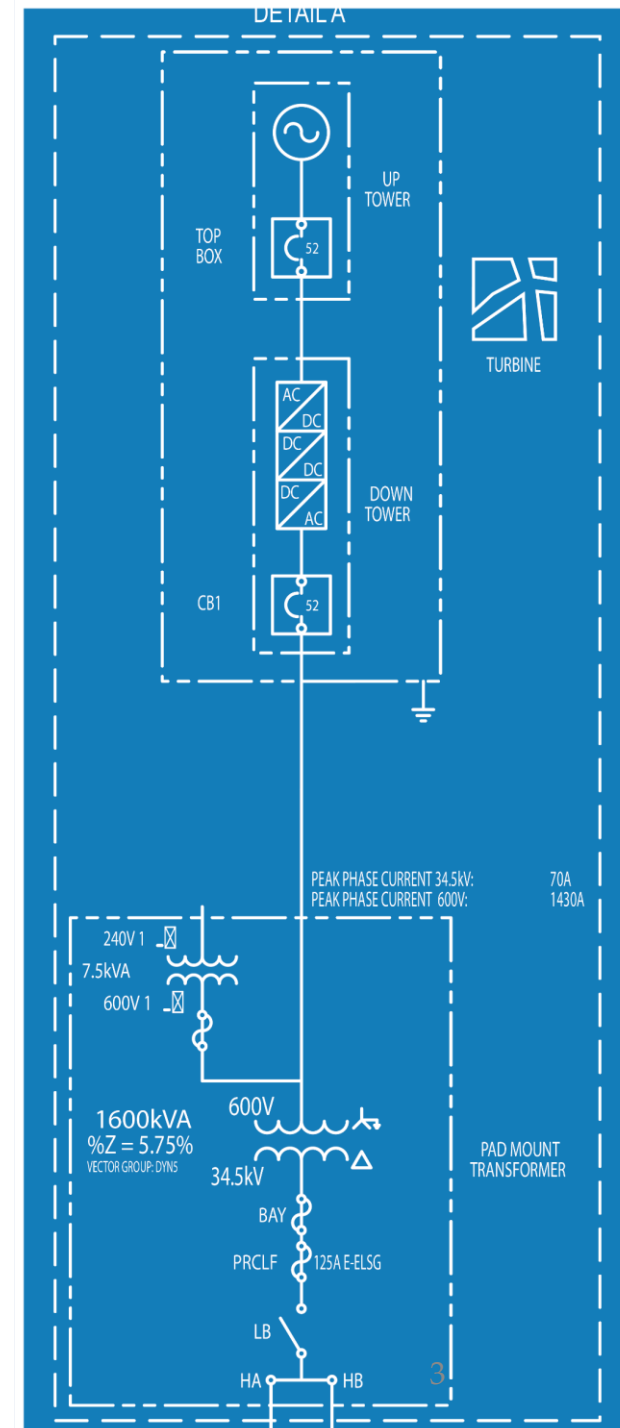 DETAIL A
UP
TOWER
TOP
BOX
52
TURBINE
AC
DC
DC
DC
DC
AC
DOWN
TOWER
CB1
52
PEAK PHASE CURRENT 34.5kV: 70A
PEAK PHASE CURRENT 600V: 1430A
240V 1
7.5kVA
600V 1
1600kVA
%Z = 5.75%
VECTOR GROUP: DYN5
600V
34.5kV
PAD MOUNT
TRANSFORMER
BAY
PRCLF 125A E-ELSG
LB
HA HB
3